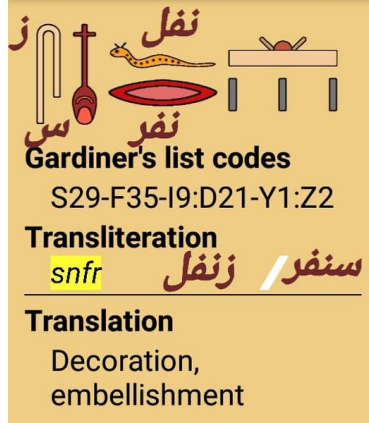 ز نفل
س نفر
Gardiner's list codes
S29-F35-I9:D21-Y1:Z2
Transliteration
snfr زنفل / سنفر
Translation
Decoration,
embellishment